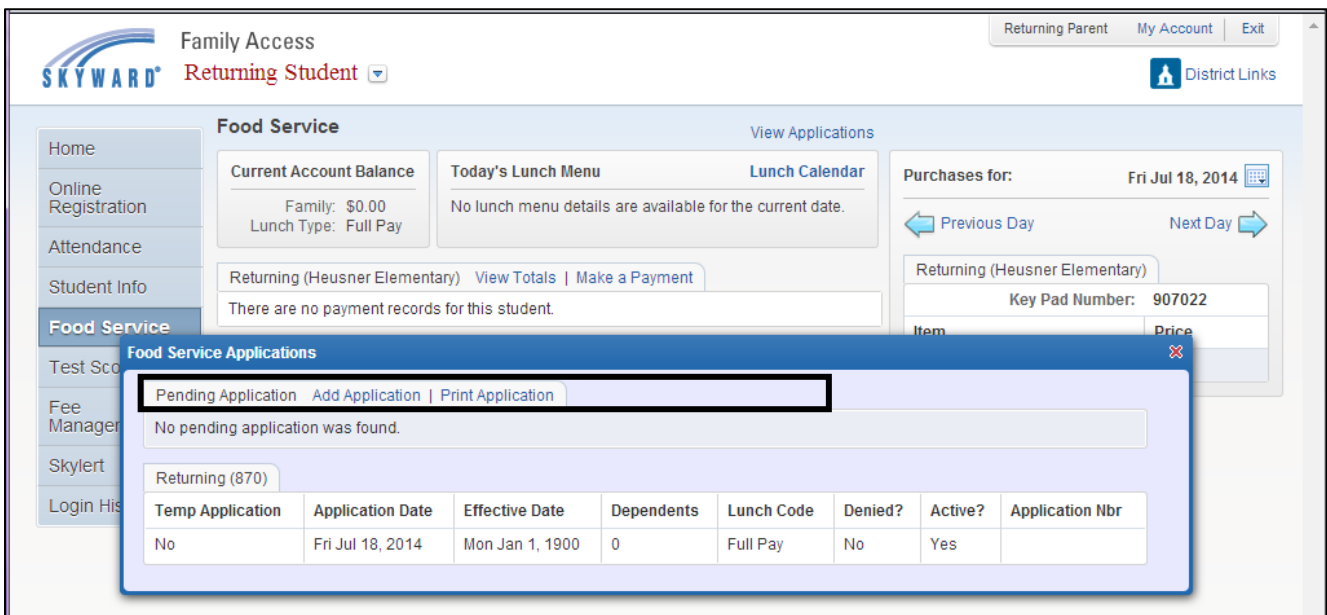 Returning Parent My Account | Exit
SKYWARD®
Family Access
Returning Student
District Links
Home
Online
Registration
Attendance
Student Info
Food Service
Test Sco
Fee
Manager
Skylert
Login His
Food Service
View Applications
Current Account Balance
Family: $0.00
Lunch Type: Full Pay
Today's Lunch Menu Lunch Calendar
No lunch menu details are available for the current date.
Returning (Heusner Elementary) View Totals | Make a Payment
There are no payment records for this student.
Purchases for: Fri Jul 18, 2014
Previous Day Next Day
Returning (Heusner Elementary)
Key Pad Number: 907022
Item Price
Food Service Applications
Pending Application Add Application | Print Application
No pending application was found.
Returning (870)
Temp Application Application Date Effective Date Dependents Lunch Code Denied? Active? Application Nbr
No Fri Jul 18, 2014 Mon Jan 1, 1900 0 Full Pay No Yes